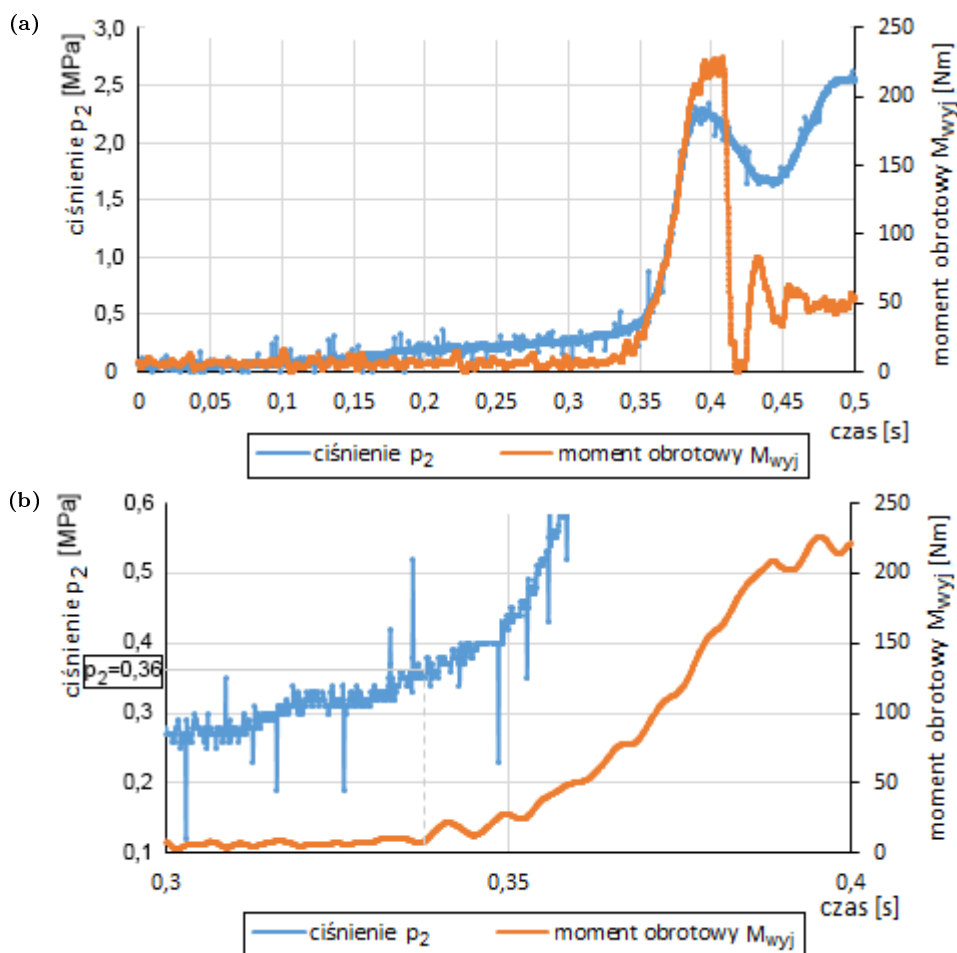 (a)
ciśnienie p2 [MPa]
3,0
2,5
2,0
1,5
1,0
0,5
0
250
200
150
100
50
0
moment obrotowy Mwyj [Nm]
0 0,05 0,1 0,15 0,2 0,25 0,3 0,35 0,4 0,45 0,5
czas [s]
ciśnienie p2 moment obrotowy Mwyj
(b)
ciśnienie p2 [MPa]
0,6
0,5
0,4
p2=0,36
0,3
0,2
0,1
250
200
150
100
50
0
moment obrotowy Mwyj [Nm]
0,3 0,35 0,4
czas [s]
ciśnienie p2 moment obrotowy Mwyj